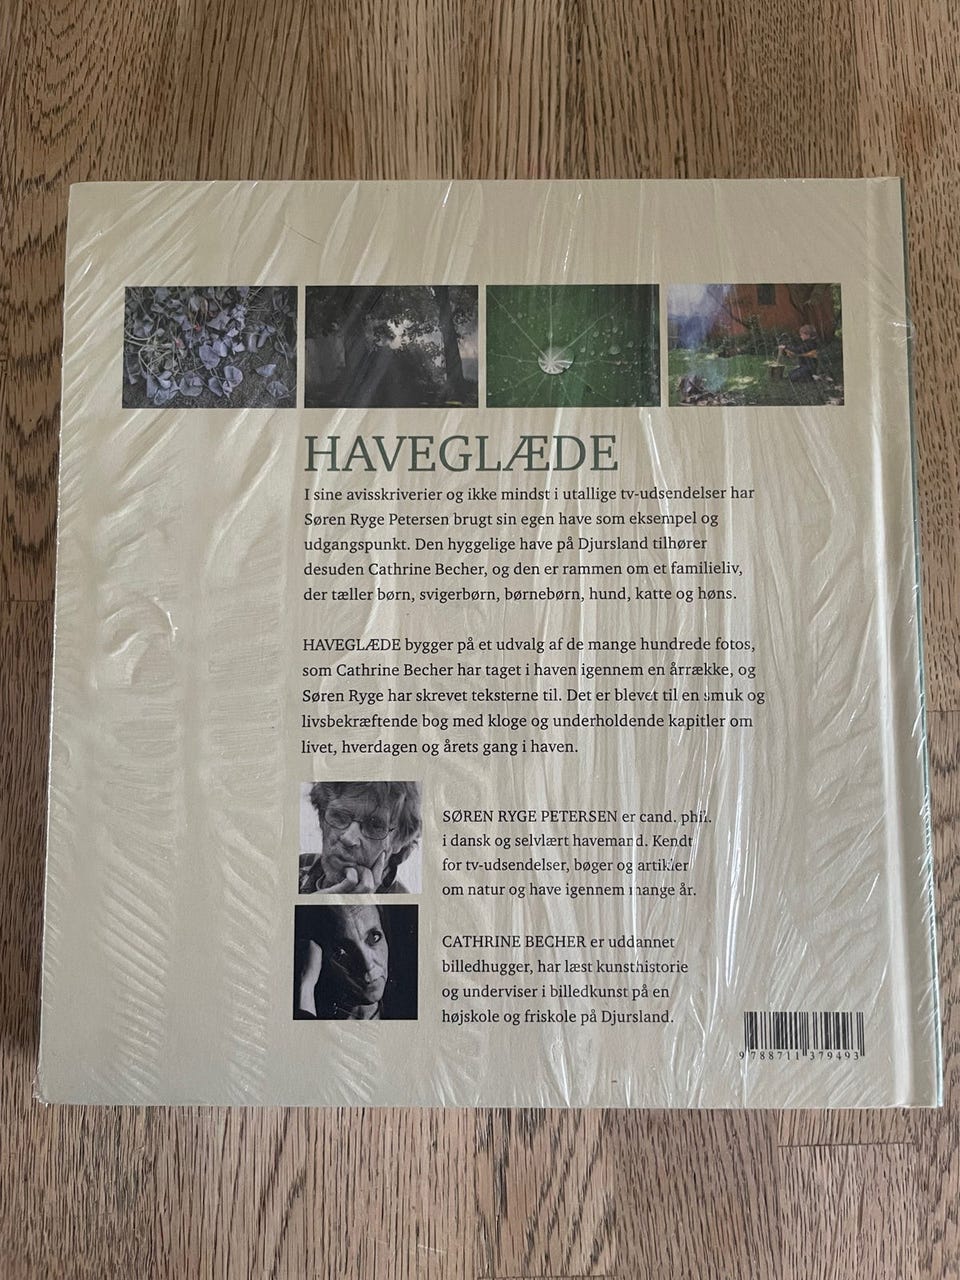 HAVEGLÆDE
I sine avisskriverier og ikke mindst i utallige tv-udsendelser har
Søren Ryge Petersen brugt sin egen have som eksempel og
udgangspunkt. Den hyggelige have på Djursland tilhører
desuden Cathrine Becher, og den er rammen om et familieliv,
der tæller børn, svigerbørn, børnebørn, hund, katte og høns.
HAVEGLÆDE bygger på et udvalg af de mange hundrede fotos,
som Cathrine Becher har taget i haven igennem en årrække, og
Søren Ryge har skrevet teksterne til. Det er blevet til en smuk og
livsbekræftende bog med kloge og underholdende kapitler om
livet, hverdagen og årets gang i haven.
SØREN RYGE PETERSEN er cand. phil.
i dansk og selvlært havemand. Kendt
for tv-udsendelser, bøger og artikler
om natur og have igennem mange år.
CATHRINE BECHER er uddannet
billedhugger, har læst kunsthistorie
og underviser i billedkunst på en
højskole og friskole på Djursland.
9 788711 379493